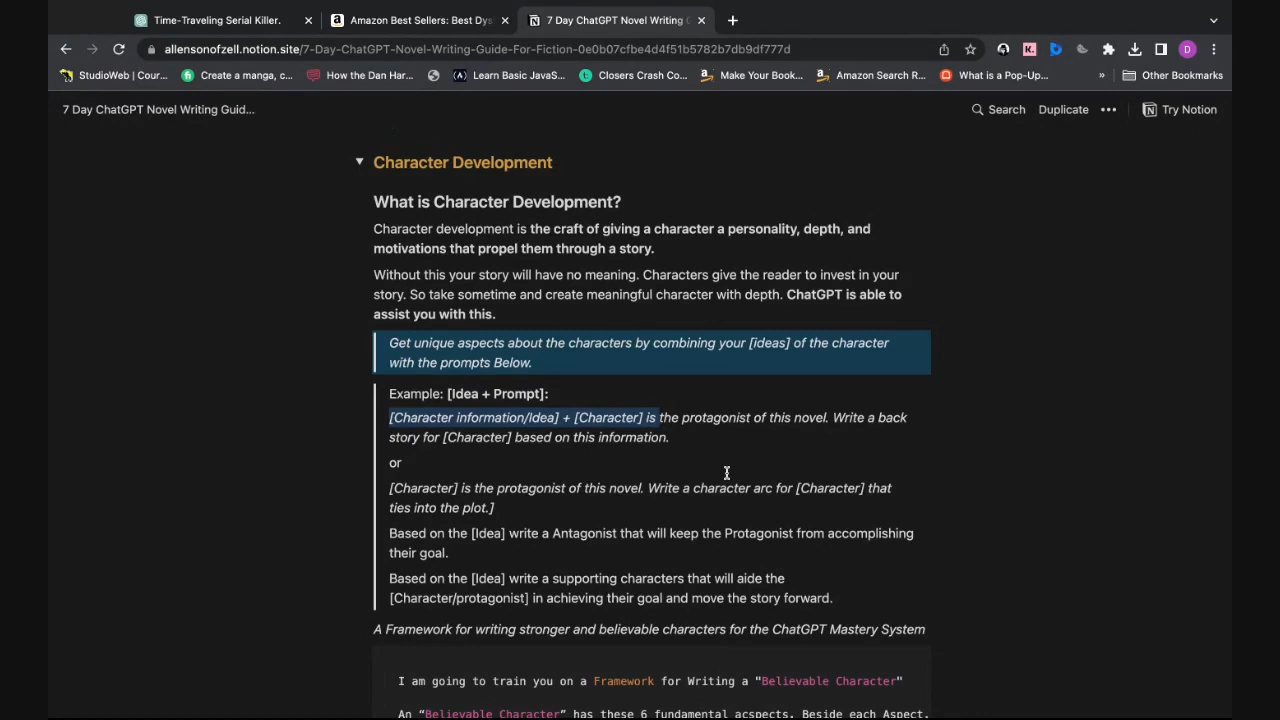 Time-Traveling Serial Killer.
Amazon Best Sellers: Best Dys
7 Day ChatGPT Novel Writing G
allensonofzell.notion.site/7-Day-ChatGPT-Novel-Writing-Guide-For-Fiction-0e0b07cfbe4d4f51b5782b7db9df777d
D
StudioWeb | Cour...
Create a manga, c...
How the Dan Har...
Learn Basic JavaS...
Closers Crash Co...
Make Your Book...
Amazon Search R...
What is a Pop-Up...
»
Other Bookmarks
7 Day ChatGPT Novel Writing Guid...
Search
Duplicate
Try Notion
Character Development
What is Character Development?
Character development is the craft of giving a character a personality, depth, and
motivations that propel them through a story.
Without this your story will have no meaning. Characters give the reader to invest in your
story. So take sometime and create meaningful character with depth. ChatGPT is able to
assist you with this.
Get unique aspects about the characters by combining your [ideas] of the character
with the prompts Below.
Example: [Idea + Prompt]:
[Character information/Idea] + [Character] is the protagonist of this novel. Write a back
story for [Character] based on this information.
or
[Character] is the protagonist of this novel. Write a character arc for [Character] that
ties into the plot.]
Based on the [Idea] write a Antagonist that will keep the Protagonist from accomplishing
their goal.
Based on the [Idea] write a supporting characters that will aide the
[Character/protagonist] in achieving their goal and move the story forward.
A Framework for writing stronger and believable characters for the ChatGPT Mastery System
I am going to train you on a Framework for Writing a "Believable Character"
An “Believable Character” has these 6 fundamental acspects. Beside each Aspect.